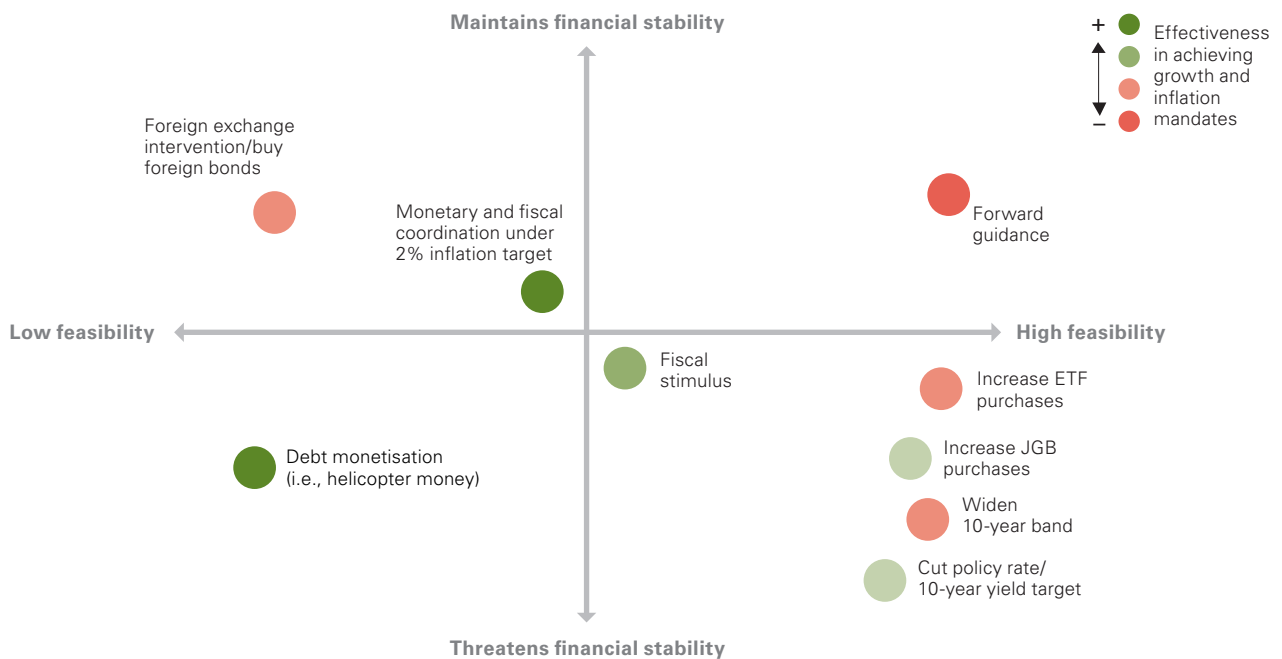 Maintains financial stability
+
–
Effectiveness
in achieving
growth and
inflation
mandates
Foreign exchange
intervention/buy
foreign bonds
Monetary and fiscal
coordination under
2% inflation target
Forward
guidance
Low feasibility
High feasibility
Fiscal
stimulus
Increase ETF
purchases
Increase JGB
purchases
Debt monetisation
(i.e., helicopter money)
Widen
10-year band
Cut policy rate/
10-year yield target
Threatens financial stability